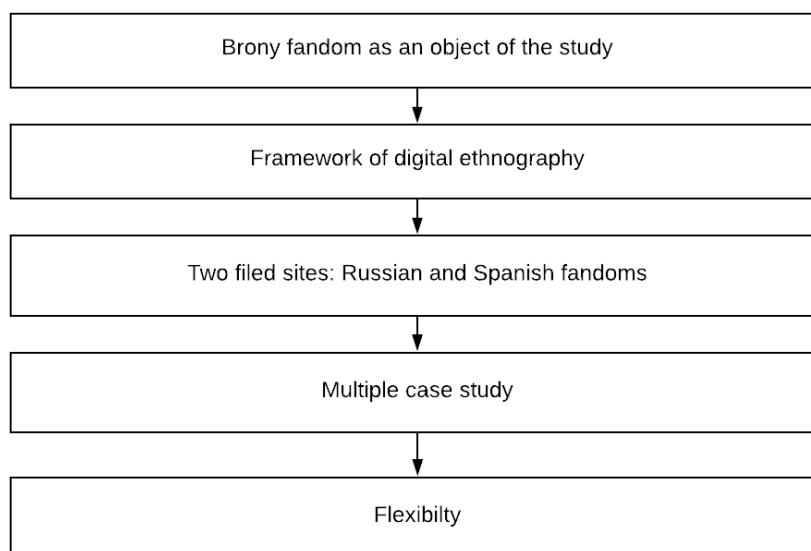 Brony fandom as an object of the study
Framework of digital ethnography
Two filed sites: Russian and Spanish fandoms
Multiple case study
Flexibilty